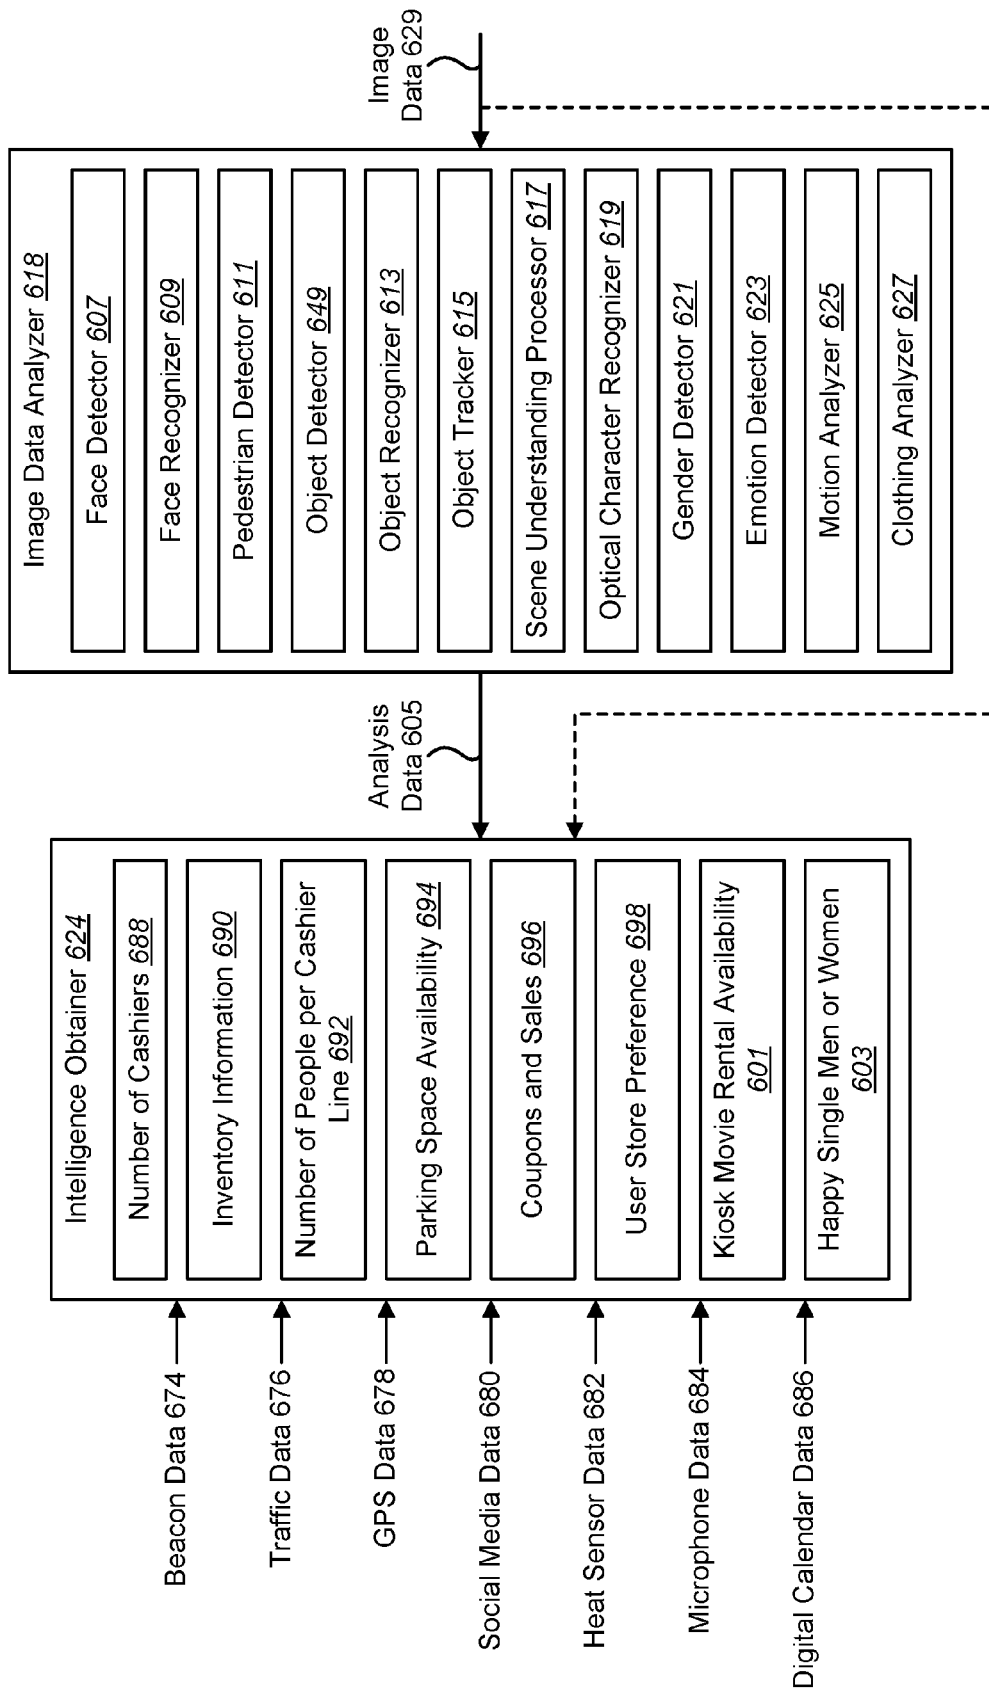 Beacon Data 674
Traffic Data 676
GPS Data 678
Social Media Data 680
Heat Sensor Data 682
Microphone Data 684
Digital Calendar Data 686
Intelligence Obtainer 624
Number of Cashiers 688
Inventory Information 690
Number of People per Cashier
Line 692
Parking Space Availability 694
Coupons and Sales 696
User Store Preference 698
Kiosk Movie Rental Availability
601
Happy Single Men or Women
603
Analysis
Data 605
Image Data Analyzer 618
Face Detector 607
Face Recognizer 609
Pedestrian Detector 611
Object Detector 649
Object Recognizer 613
Object Tracker 615
Scene Understanding Processor 617
Optical Character Recognizer 619
Gender Detector 621
Emotion Detector 623
Motion Analyzer 625
Clothing Analyzer 627
Image
Data 629